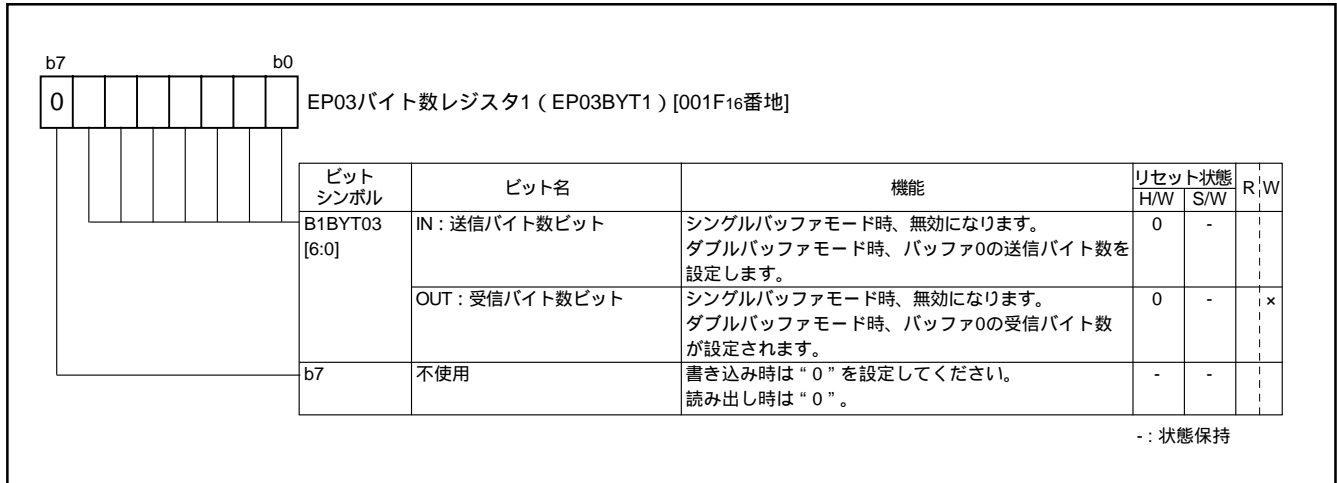 b7 b0
0
EP03バイト数レジスタ1（EP03BYT1）[001F16番地]
ビット
シンボル
ビット名
機能
リセット状態
H/W S/W
R W
B1BYT03
[6:0]
IN：送信バイト数ビット
シングルバッファモード時、無効になります。
ダブルバッファモード時、バッファ0の送信バイト数を
設定します。
0 -
OUT：受信バイト数ビット
シングルバッファモード時、無効になります。
ダブルバッファモード時、バッファ0の受信バイト数
が設定されます。
0 - ×
b7
不使用
書き込み時は“0”を設定してください。
読み出し時は“0”。
- -
-：状態保持